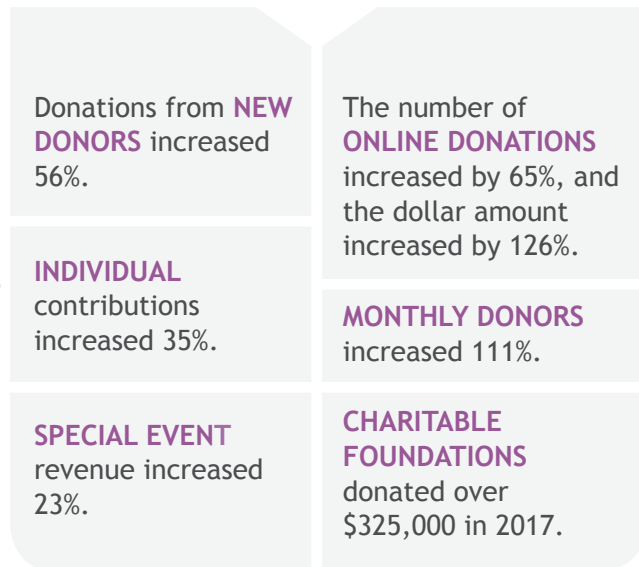 Donations from NEW
DONORS increased
56%.
INDIVIDUAL
contributions
increased 35%.
SPECIAL EVENT
revenue increased
23%.
The number of
ONLINE DONATIONS
increased by 65%, and
the dollar amount
increased by 126%.
MONTHLY DONORS
increased 111%.
CHARITABLE
FOUNDATIONS
donated over
$325,000 in 2017.